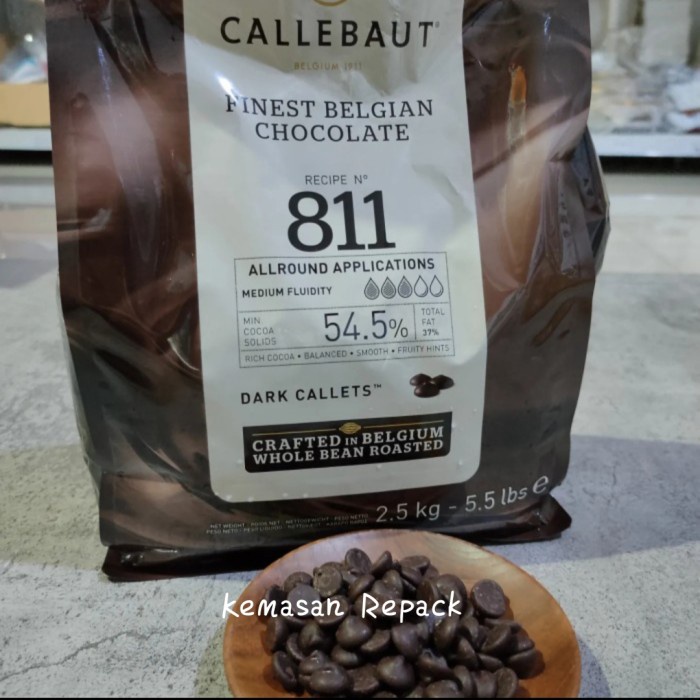 CALLEBAUT
BELGIUM 1911
FINEST BELGIAN
CHOCOLATE
RECIPE N°
811
ALLROUND APPLICATIONS
MEDIUM FLUIDITY
MIN
COCOA
SOLIDS
54.5%
TOTAL
FAT
37%
RICH COCOA • BALANCED • SMOOTH • FRUITY HINTS
DARK CALLETS™
CRAFTED IN BELGIUM
WHOLE BEAN ROASTED
2.5 kg - 5.5 lbs e
Kemasan Repack